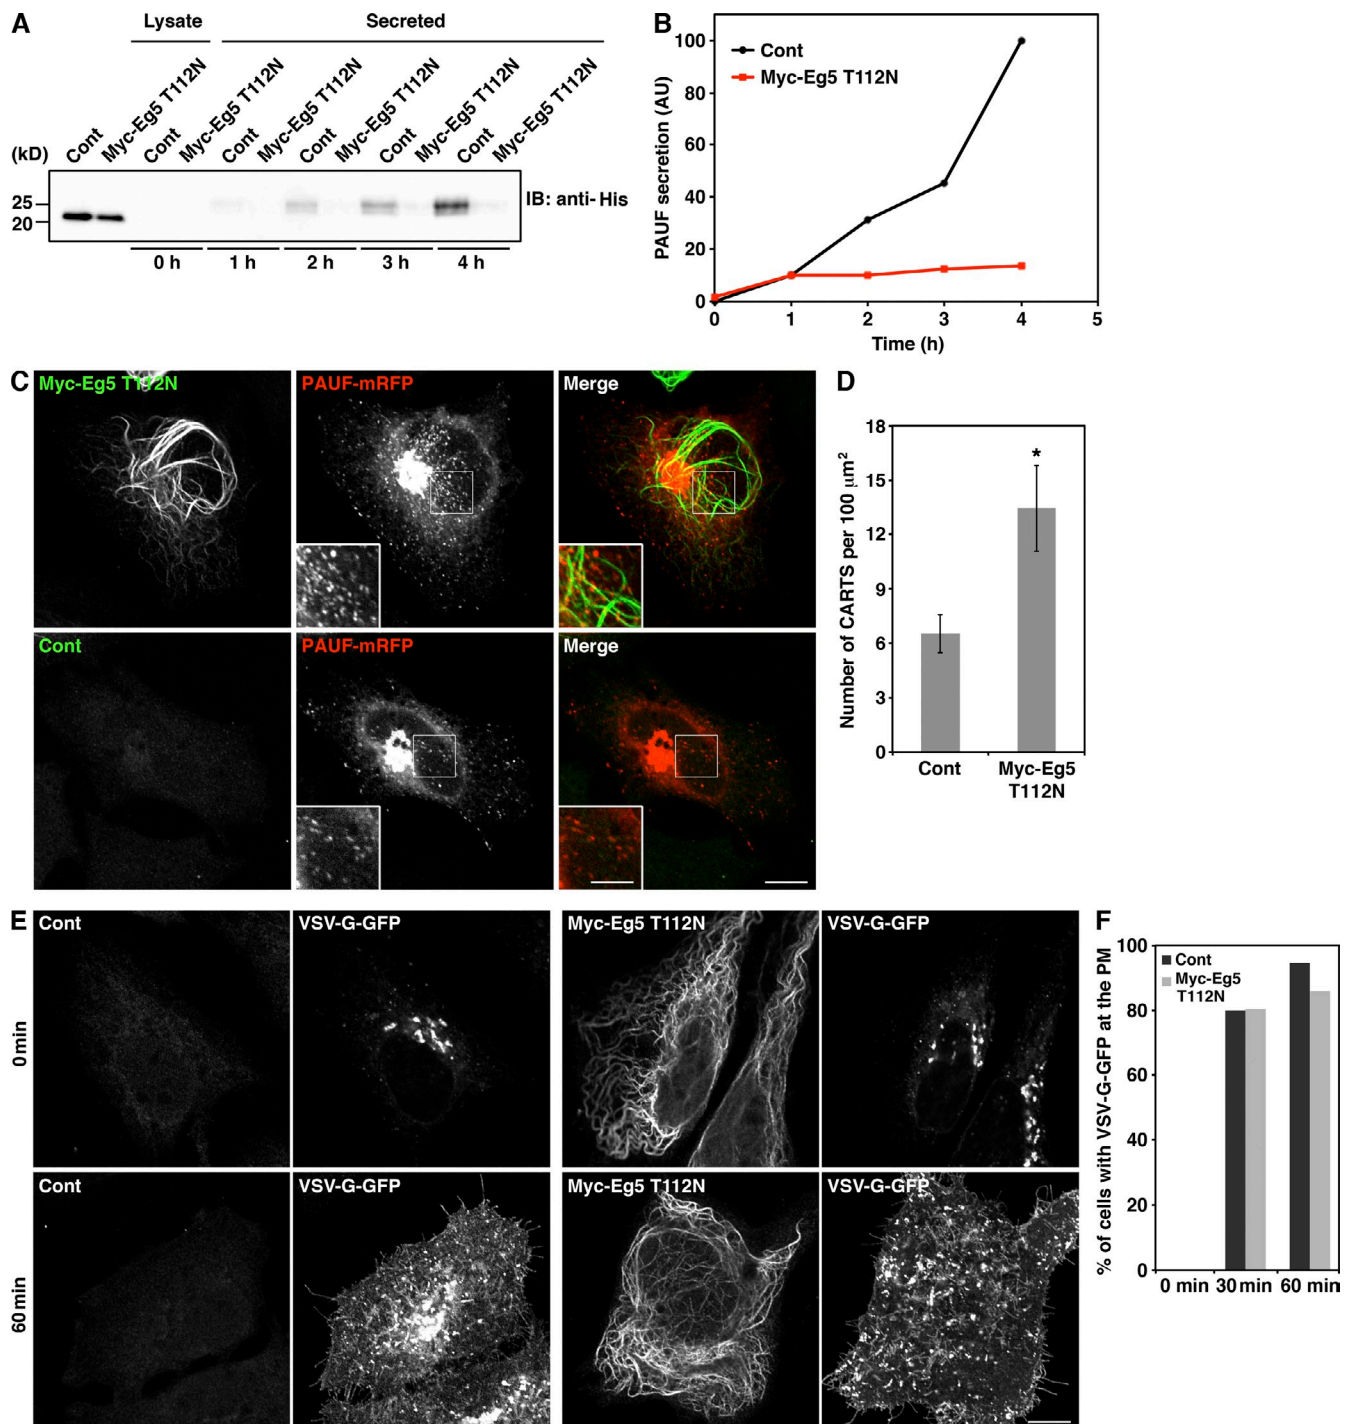 A
Lysate
Secreted
Cont
Myc-Eg5 T112N
Cont
Myc-Eg5 T112N
Cont
Myc-Eg5 T112N
Cont
Myc-Eg5 T112N
Cont
Myc-Eg5 T112N
Cont
Myc-Eg5 T112N
(kD)
25
20
IB: anti-His
0 h
1 h
2 h
3 h
4 h
B
PAUF secretion (AU)
100
80
60
40
20
0
Cont
Myc-Eg5 T112N
0
1
2
3
4
5
Time (h)
C
Myc-Eg5 T112N
PAUF-mRFP
Merge
Cont
PAUF-mRFP
Merge
D
Number of CARTS per 100 µm²
18
15
12
9
6
3
0
*
Cont
Myc-Eg5
T112N
E
0 min
Cont
VSV-G-GFP
Myc-Eg5 T112N
VSV-G-GFP
60 min
Cont
VSV-G-GFP
Myc-Eg5 T112N
VSV-G-GFP
F
% of cells with VSV-G-GFP at the PM
100
80
60
40
20
0
Cont
Myc-Eg5
T112N
0 min
30 min
60 min